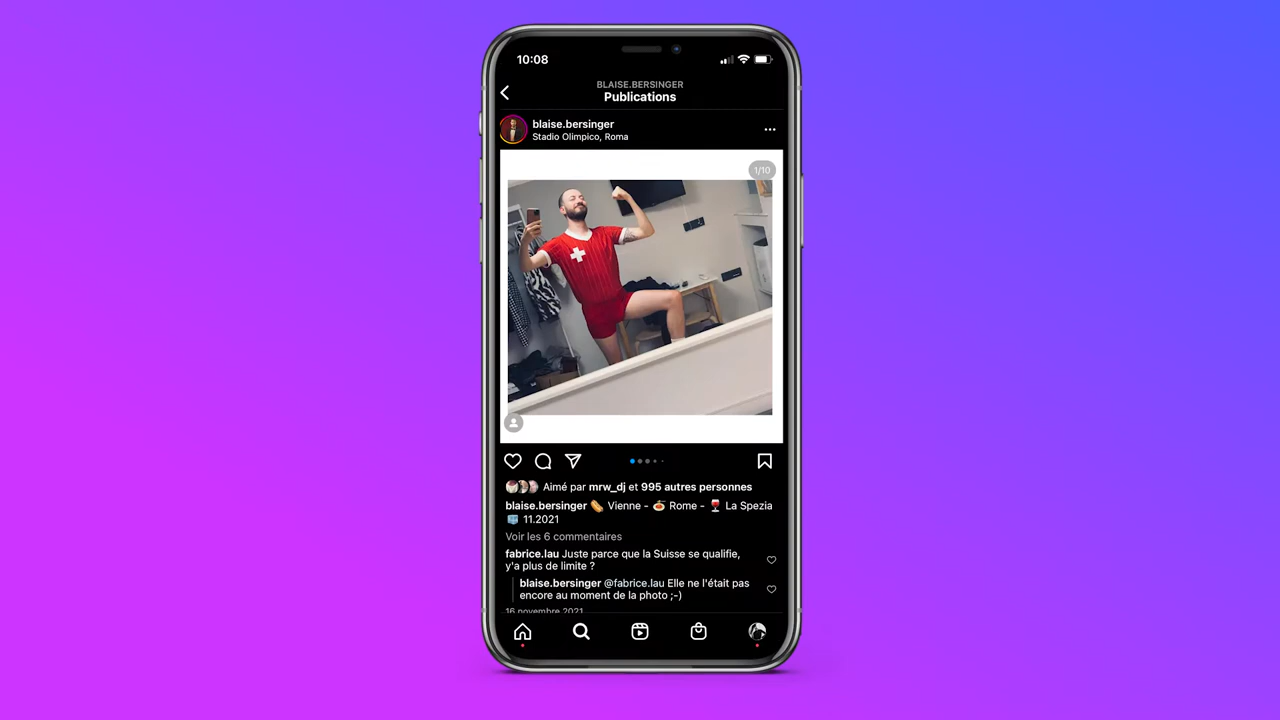 10:08
BLAISE.BERSINGER
Publications
blaise.bersinger
Stadio Olimpico, Roma
1/10
Aimé par mrw_dj et 995 autres personnes
blaise.bersinger 🌭 Vienne - 🍝 Rome - 🍷 La Spezia
🧊 11.2021
Voir les 6 commentaires
fabrice.lau Juste parce que la Suisse se qualifie,
y'a plus de limite ?
blaise.bersinger @fabrice.lau Elle ne l'était pas
encore au moment de la photo ;-)
16 novembre 2021